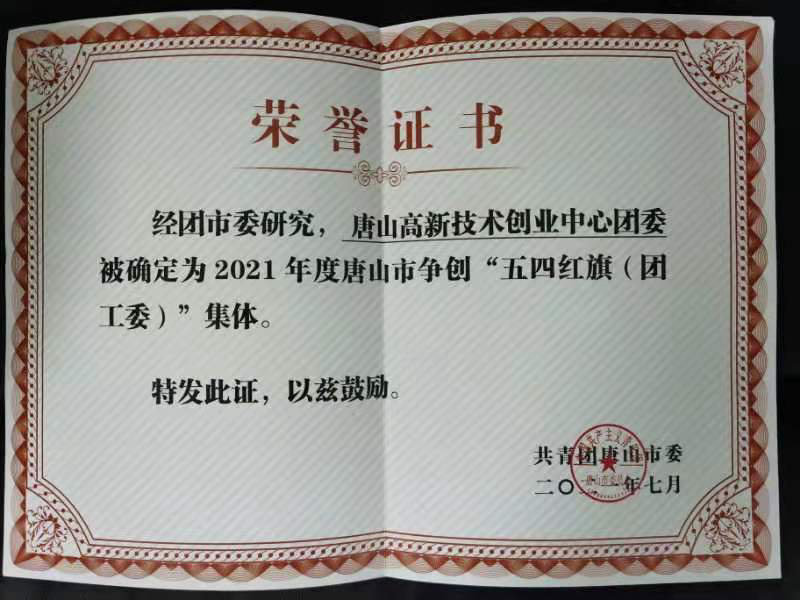 荣誉证书
经团市委研究，唐山高新技术创业中心团委
被确定为2021年度唐山市争创“五四红旗（团
工委）”集体。
特发此证，以兹鼓励。
共青团唐山市委
二〇 一年七月